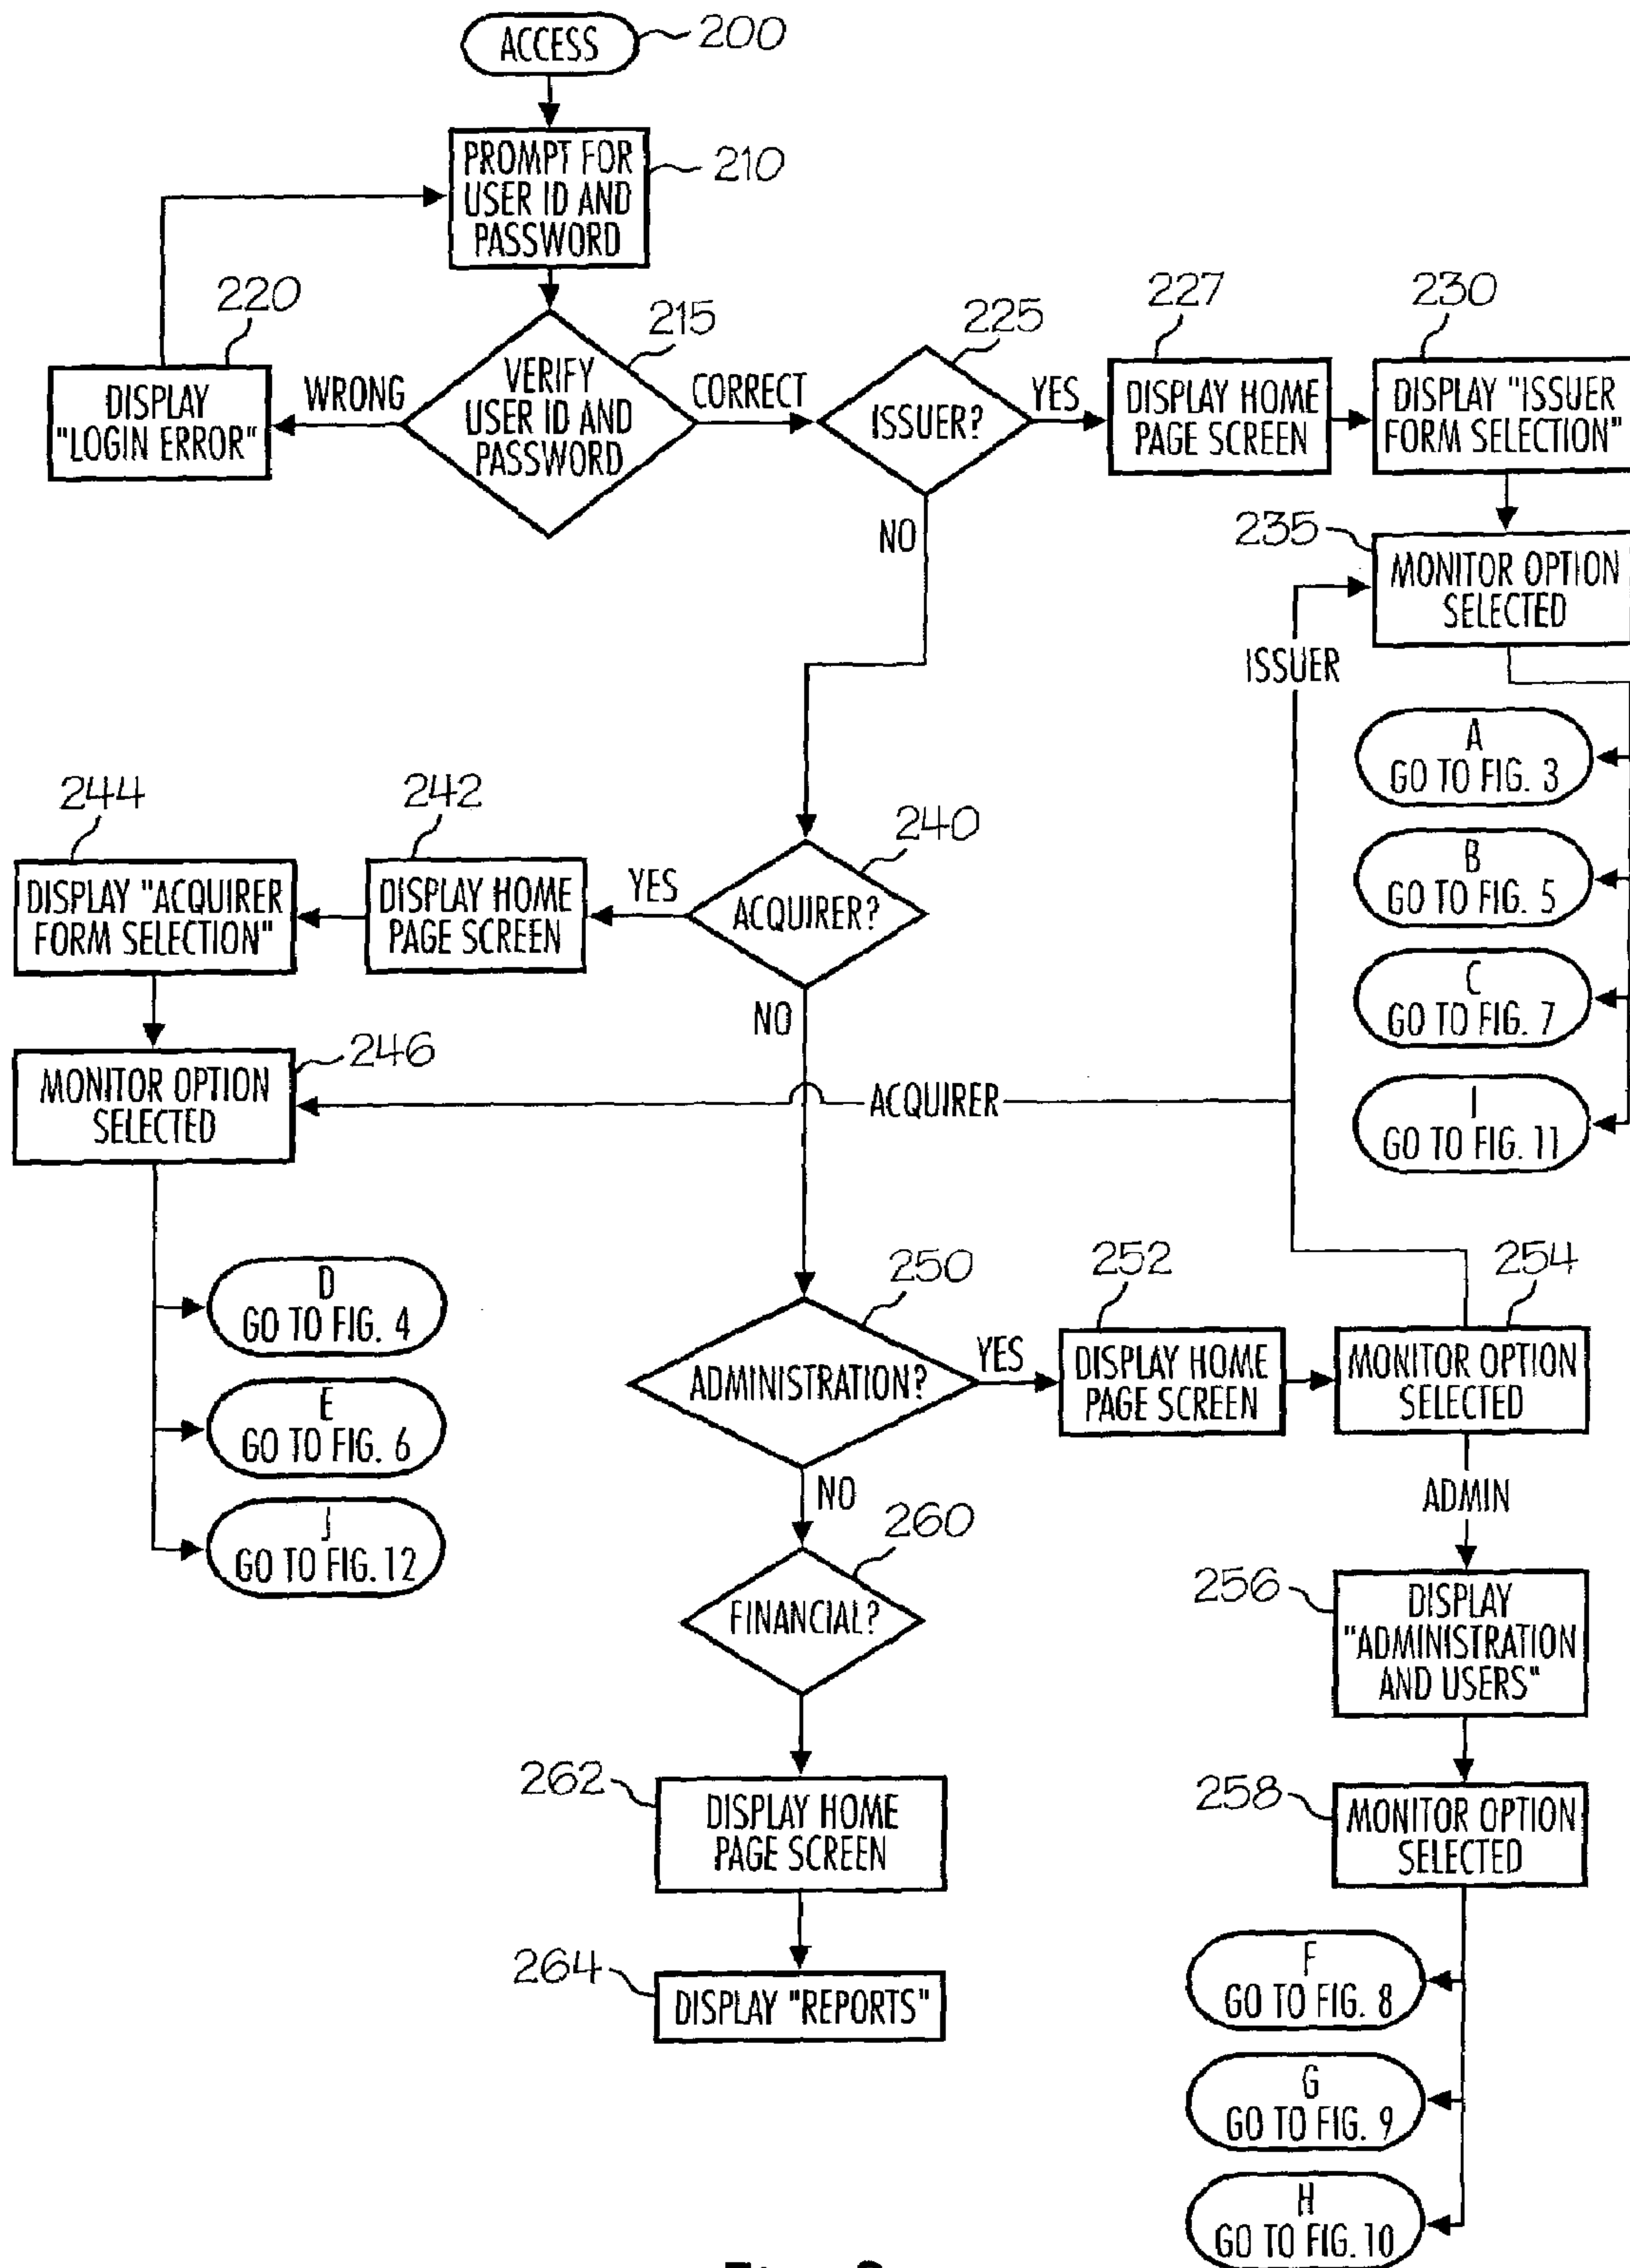 ACCESS
200
PROMPT FOR
USER ID AND
PASSWORD
210
220
DISPLAY
"LOGIN ERROR"
WRONG
215
VERIFY
USER ID AND
PASSWORD
CORRECT
225
ISSUER?
YES
NO
227
DISPLAY HOME
PAGE SCREEN
230
DISPLAY "ISSUER
FORM SELECTION"
235
MONITOR OPTION
SELECTED
ISSUER
A
GO TO FIG. 3
B
GO TO FIG. 5
C
GO TO FIG. 7
I
GO TO FIG. 11
244
DISPLAY "ACQUIRER
FORM SELECTION"
242
DISPLAY HOME
PAGE SCREEN
YES
240
ACQUIRER?
NO
246
MONITOR OPTION
SELECTED
ACQUIRER
D
GO TO FIG. 4
E
GO TO FIG. 6
J
GO TO FIG. 12
250
ADMINISTRATION?
YES
NO
252
DISPLAY HOME
PAGE SCREEN
254
MONITOR OPTION
SELECTED
ADMIN
260
FINANCIAL?
256
DISPLAY
"ADMINISTRATION
AND USERS"
262
DISPLAY HOME
PAGE SCREEN
258
MONITOR OPTION
SELECTED
264
DISPLAY "REPORTS"
F
GO TO FIG. 8
G
GO TO FIG. 9
H
GO TO FIG. 10